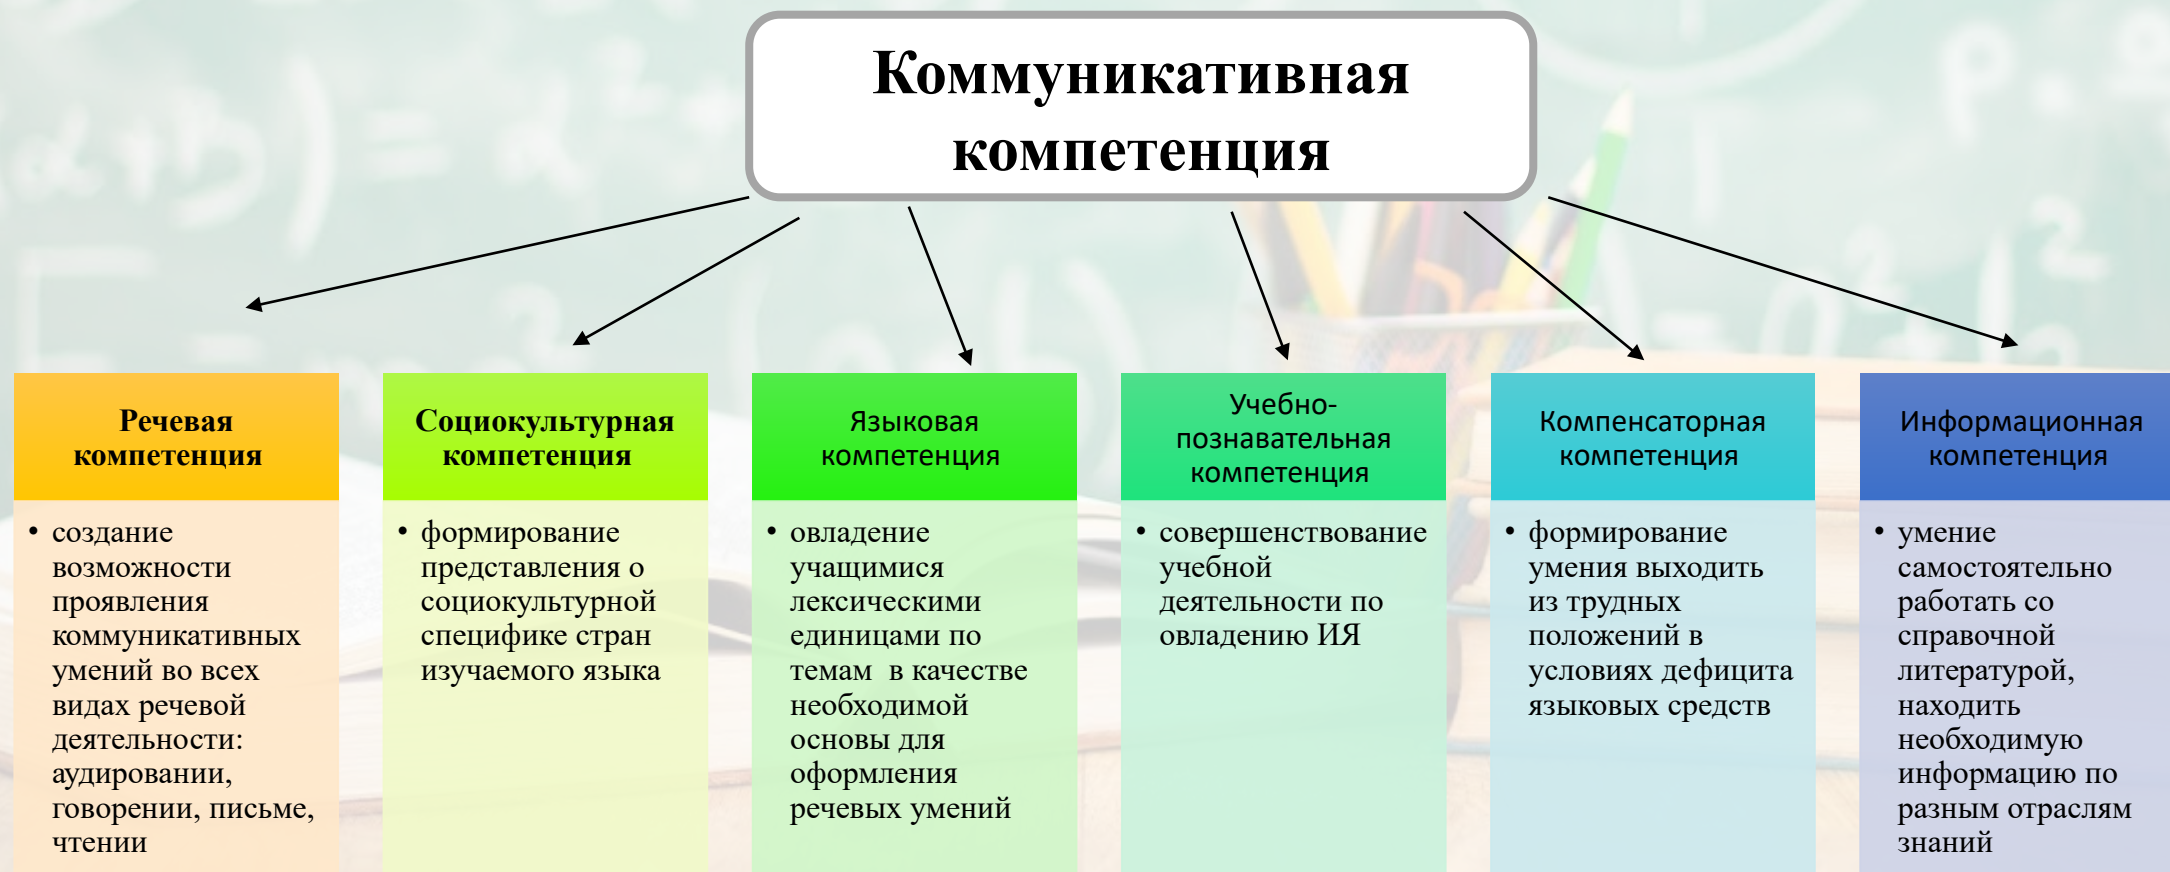 Коммуникативная
компетенция
Речевая
компетенция
• создание
возможности
проявления
коммуникативных
умений во всех
видах речевой
деятельности:
аудировании,
говорении, письме,
чтении
Социокультурная
компетенция
• формирование
представления о
социокультурной
специфике стран
изучаемого языка
Языковая
компетенция
• овладение
учащимися
лексическими
единицами по
темам  в качестве
необходимой
основы для
оформления
речевых умений
Учебно-
познавательная
компетенция
• совершенствование
учебной
деятельности по
овладению ИЯ
Компенсаторная
компетенция
• формирование
умения выходить
из трудных
положений в
условиях дефицита
языковых средств
Информационная
компетенция
• умение
самостоятельно
работать со
справочной
литературой,
находить
необходимую
информацию по
разным отраслям
знаний